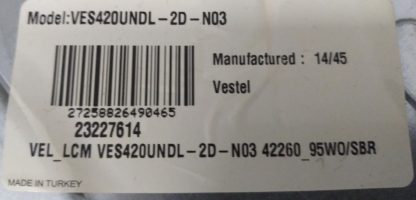 Model:VES420UNDL-2D-N03
Manufactured : 14/45
Vestel
27258826490465
23227614
VEL_LCM VES420UNDL-2D-N03 42260_95WO/SBR
MADE IN TURKEY